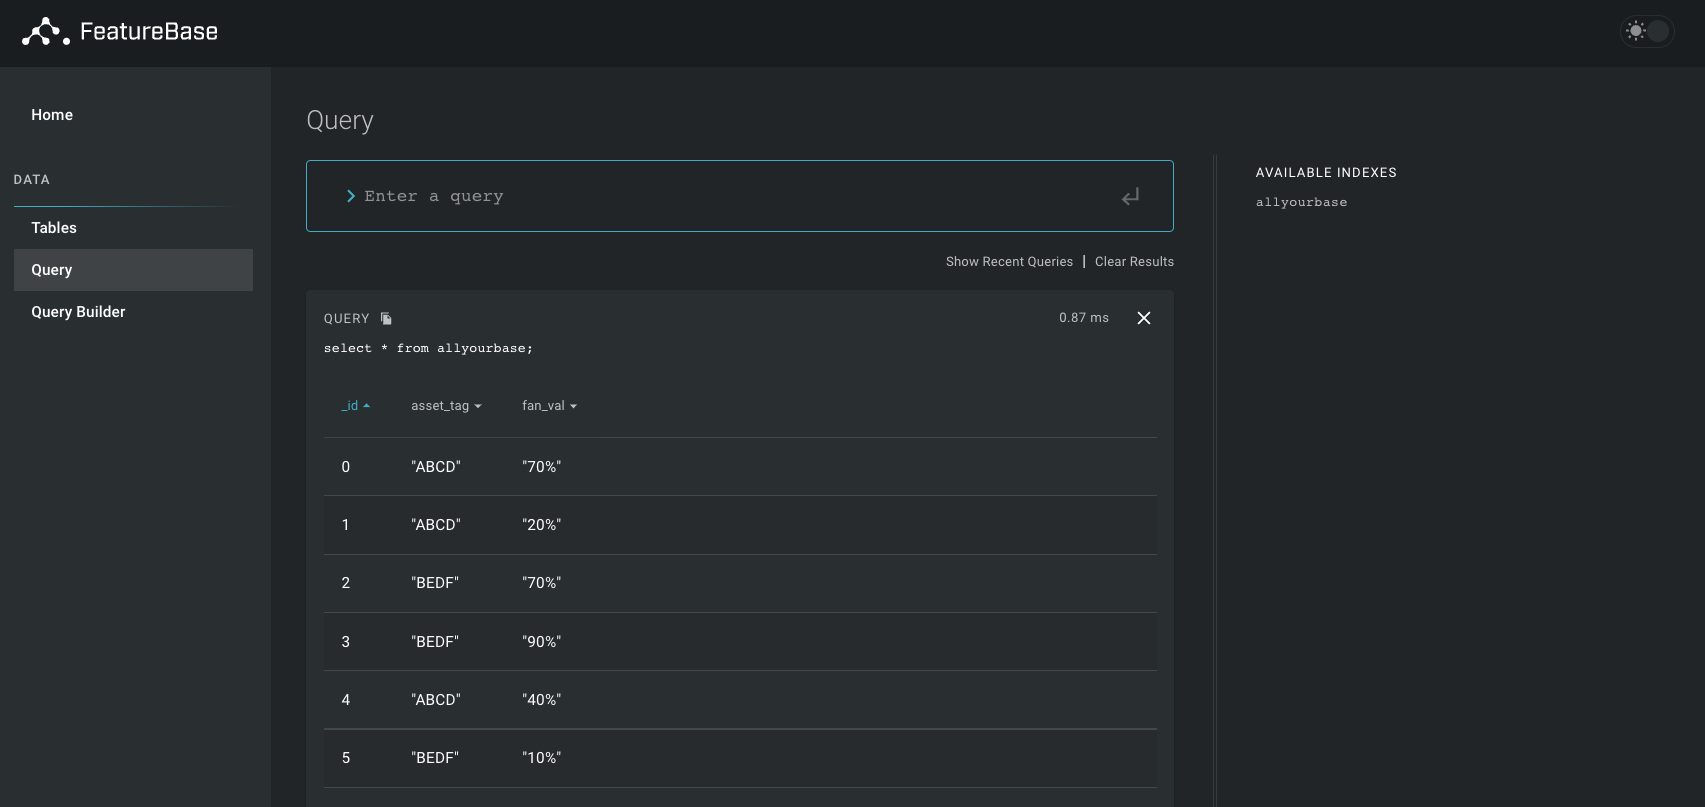 FeatureBase
Home
DATA
Tables
Query
Query Builder
Query
Enter a query
Show Recent Queries | Clear Results
QUERY 0.87 ms
select * from allyourbase;
_id asset_tag fan_val
0 "ABCD" "70%"
1 "ABCD" "20%"
2 "BEDF" "70%"
3 "BEDF" "90%"
4 "ABCD" "40%"
5 "BEDF" "10%"
AVAILABLE INDEXES
allyourbase